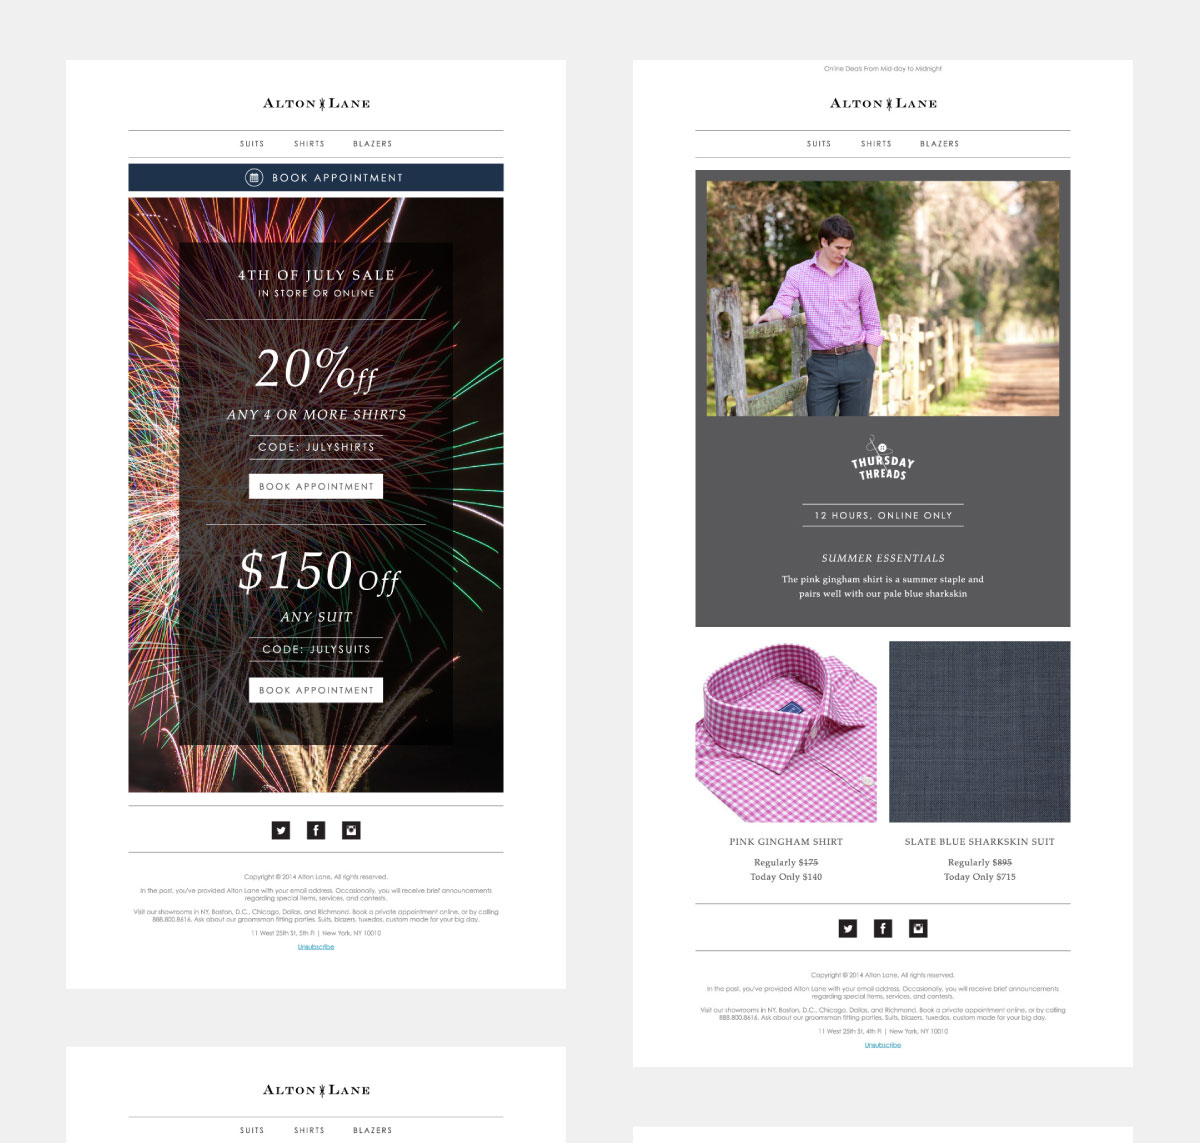 ALTON LANE
SUITS SHIRTS BLAZERS
BOOK APPOINTMENT
4TH OF JULY SALE
IN STORE OR ONLINE
20% Off
ANY 4 OR MORE SHIRTS
CODE: JULYSHIRTS
BOOK APPOINTMENT
$150 Off
ANY SUIT
CODE: JULYSUITS
BOOK APPOINTMENT
Copyright © 2014 Alton Lane, All rights reserved.
In the past, you've provided Alton Lane with your email address. Occasionally, you will receive brief announcements
regarding special items, services, and contests.
Visit our showrooms in NY, Boston, D.C., Chicago, Dallas, and Richmond. Book a private appointment online, or by calling
888.800.8616. Ask about our groomsman fitting parties. Suits, blazers, tuxedos, custom made for your big day.
11 West 25th St, 5th Fl | New York, NY 10010
Unsubscribe
ALTON LANE
SUITS SHIRTS BLAZERS
Online Deals From Mid-day to Midnight
ALTON LANE
SUITS SHIRTS BLAZERS
THURSDAY
THREADS
12 HOURS, ONLINE ONLY
SUMMER ESSENTIALS
The pink gingham shirt is a summer staple and
pairs well with our pale blue sharkskin
PINK GINGHAM SHIRT
Regularly $175
Today Only $140
SLATE BLUE SHARKSKIN SUIT
Regularly $895
Today Only $715
Copyright © 2014 Alton Lane, All rights reserved.
In the past, you've provided Alton Lane with your email address. Occasionally, you will receive brief announcements
regarding special items, services, and contests.
Visit our showrooms in NY, Boston, D.C., Chicago, Dallas, and Richmond. Book a private appointment online, or by calling
888.800.8616. Ask about our groomsman fitting parties. Suits, blazers, tuxedos, custom made for your big day.
11 West 25th St, 4th Fl | New York, NY 10010
Unsubscribe